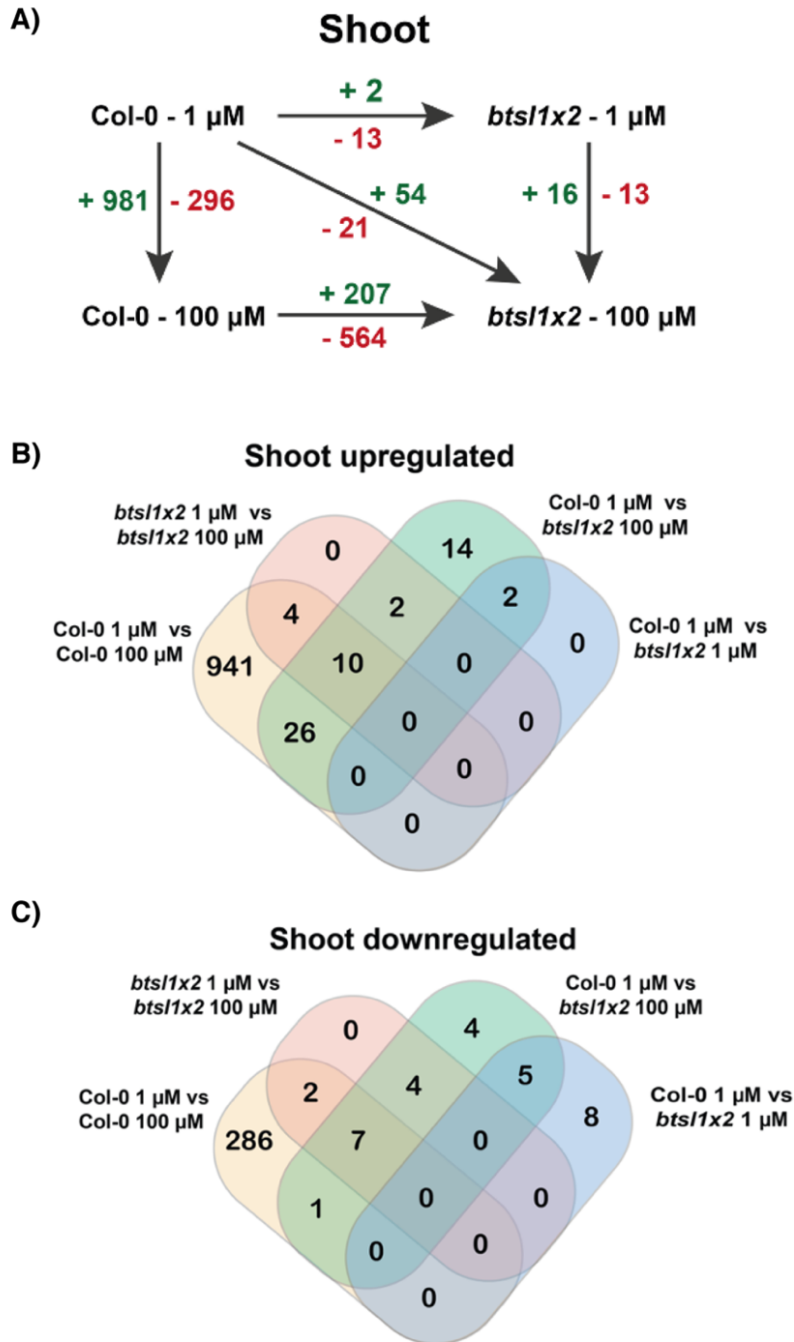 A)
Shoot
Col-0 - 1 µM
+ 2
- 13
btsl1x2 - 1 µM
+ 981
- 296
+ 54
- 21
+ 16
- 13
Col-0 - 100 µM
+ 207
- 564
btsl1x2 - 100 µM
B)
Shoot upregulated
btsl1x2 1 µM vs
btsl1x2 100 µM
Col-0 1 µM vs
btsl1x2 100 µM
Col-0 1 µM vs
Col-0 100 µM
Col-0 1 µM vs
btsl1x2 1 µM
0
14
4
2
2
941
10
0
0
26
0
0
0
0
0
C)
Shoot downregulated
btsl1x2 1 µM vs
btsl1x2 100 µM
Col-0 1 µM vs
btsl1x2 100 µM
Col-0 1 µM vs
Col-0 100 µM
Col-0 1 µM vs
btsl1x2 1 µM
0
4
2
4
5
286
7
0
8
1
0
0
0
0
0